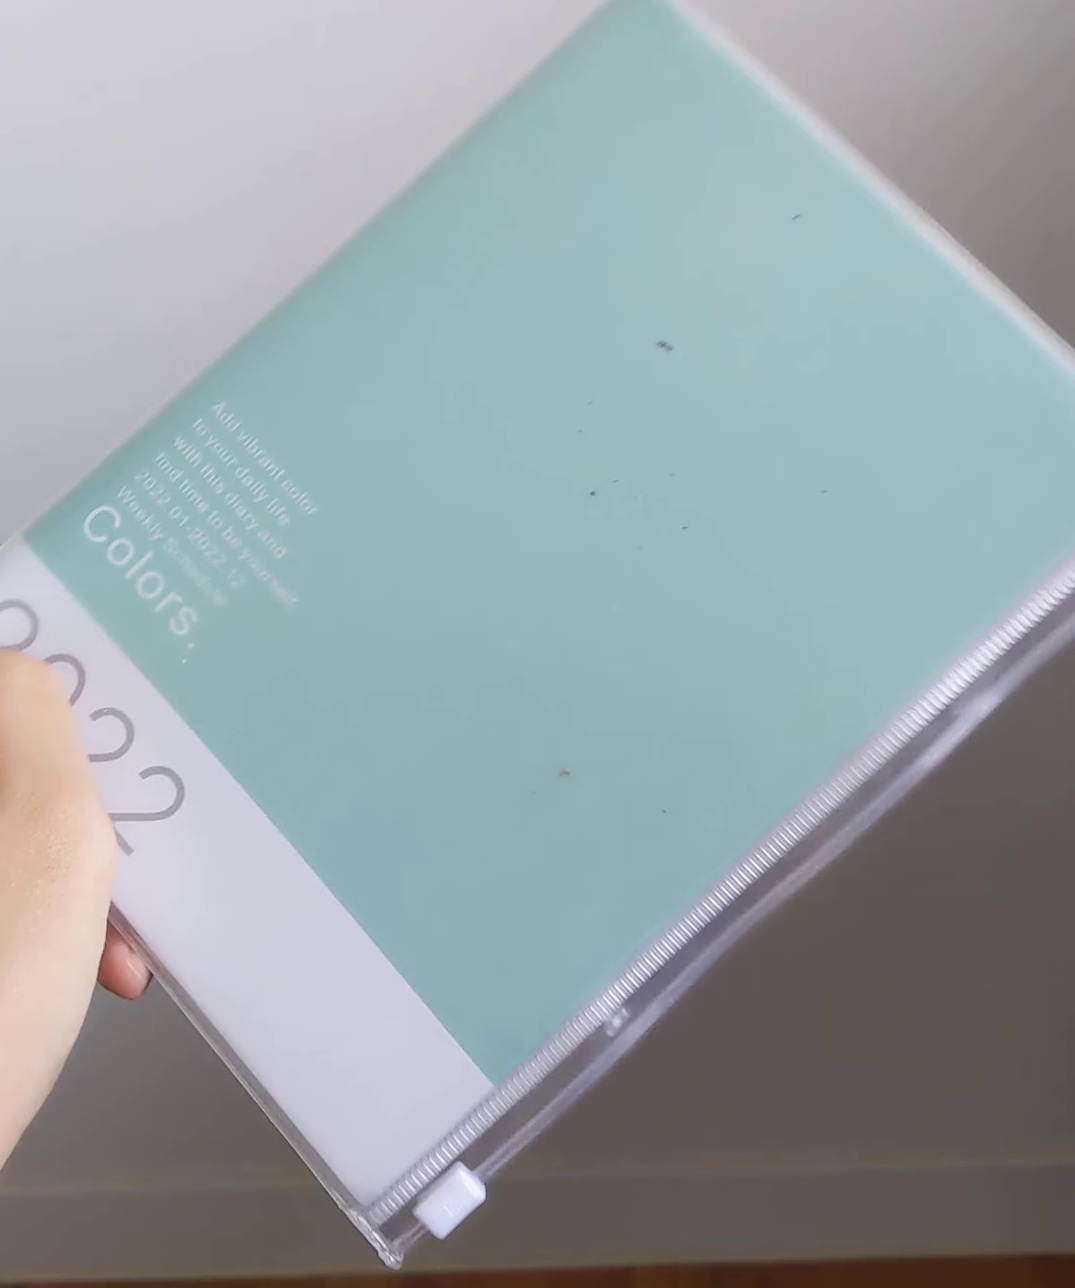 Add vibrant color
to your daily life
with this diary and
find time to be yourself.
2022.01-2022.12
Weekly Schedule
Colors.
2022